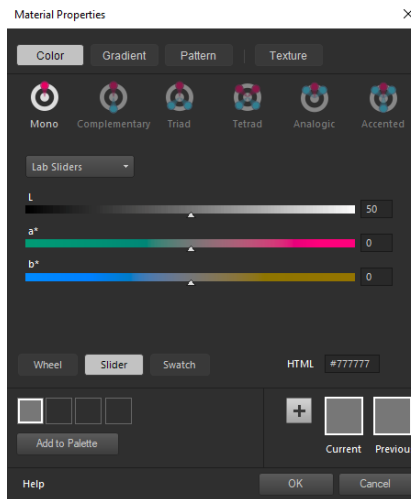 Material Properties
Color Gradient Pattern Texture
Mono Complementary Triad Tetrad Analogic Accented
Lab Sliders
L
50
a*
0
b*
0
Wheel Slider Swatch HTML #777777
+
Add to Palette
Current Previou
Help OK Cancel